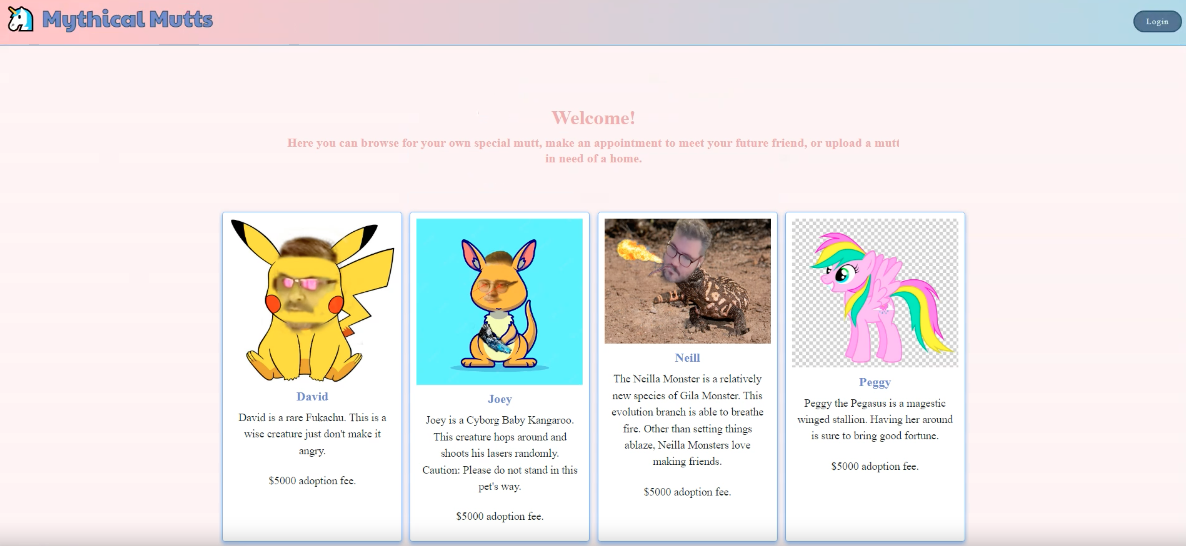 Mythical Mutts
Login
Welcome!
Here you can browse for your own special mutt, make an appointment to meet your future friend, or upload a mutt
in need of a home.
David
David is a rare Fukachu. This is a
wise creature just don't make it
angry.
$5000 adoption fee.
Joey
Joey is a Cyborg Baby Kangaroo.
This creature hops around and
shoots his lasers randomly.
Caution: Please do not stand in this
pet's way.
$5000 adoption fee.
Neill
The Neilla Monster is a relatively
new species of Gila Monster. This
evolution branch is able to breathe
fire. Other than setting things
ablaze, Neilla Monsters love
making friends.
$5000 adoption fee.
Peggy
Peggy the Pegasus is a magestic
winged stallion. Having her around
is sure to bring good fortune.
$5000 adoption fee.